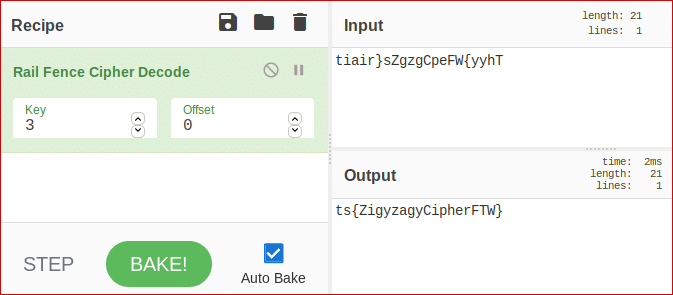 Recipe
Rail Fence Cipher Decode
Key
3
Offset
0
STEP
BAKE!
Auto Bake
Input
length: 21
lines: 1
tiair}sZgzgCpeFW{yyhT
Output
time: 2ms
length: 21
lines: 1
ts{ZigyzagyCipherFTW}